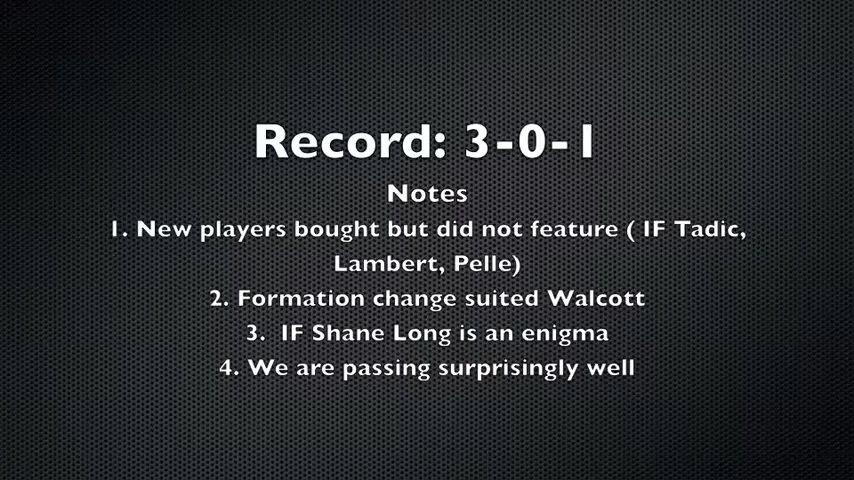 Record: 3-0-1
Notes
1. New players bought but did not feature ( IF Tadic,
Lambert, Pelle)
2. Formation change suited Walcott
3.  IF Shane Long is an enigma
4. We are passing surprisingly well